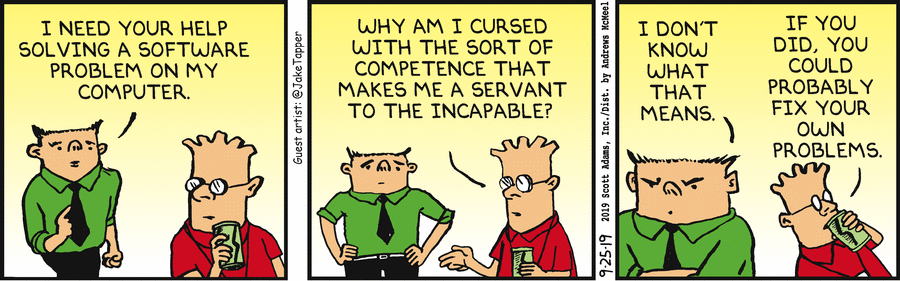 I NEED YOUR HELP
SOLVING A SOFTWARE
PROBLEM ON MY
COMPUTER.
Guest artist: @JakeTapper
WHY AM I CURSED
WITH THE SORT OF
COMPETENCE THAT
MAKES ME A SERVANT
TO THE INCAPABLE?
9-25-19 2019 Scott Adams, Inc./Dist. by Andrews McMeel
I DON'T
KNOW
WHAT
THAT
MEANS.
IF YOU
DID, YOU
COULD
PROBABLY
FIX YOUR
OWN
PROBLEMS.